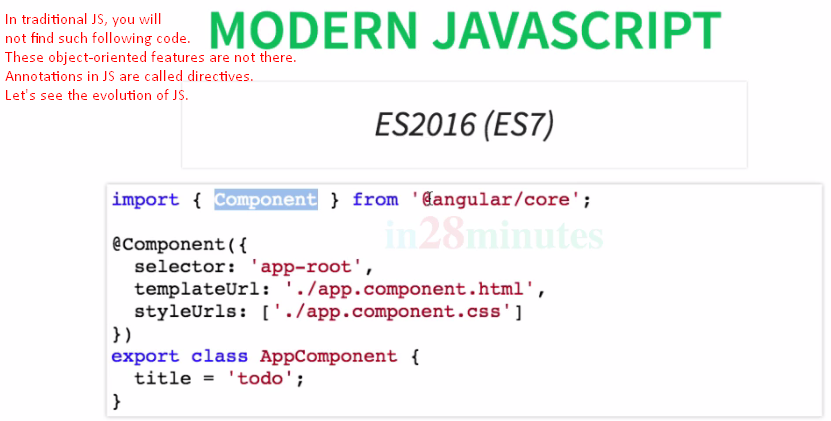 In traditional JS, you will
not find such following code.
These object-oriented features are not there.
Annotations in JS are called directives.
Let's see the evolution of JS.
MODERN JAVASCRIPT
ES2016 (ES7)
import { Component } from '@angular/core';
in28minutes
@Component({
  selector: 'app-root',
  templateUrl: './app.component.html',
  styleUrls: ['./app.component.css']
})
export class AppComponent {
  title = 'todo';
}